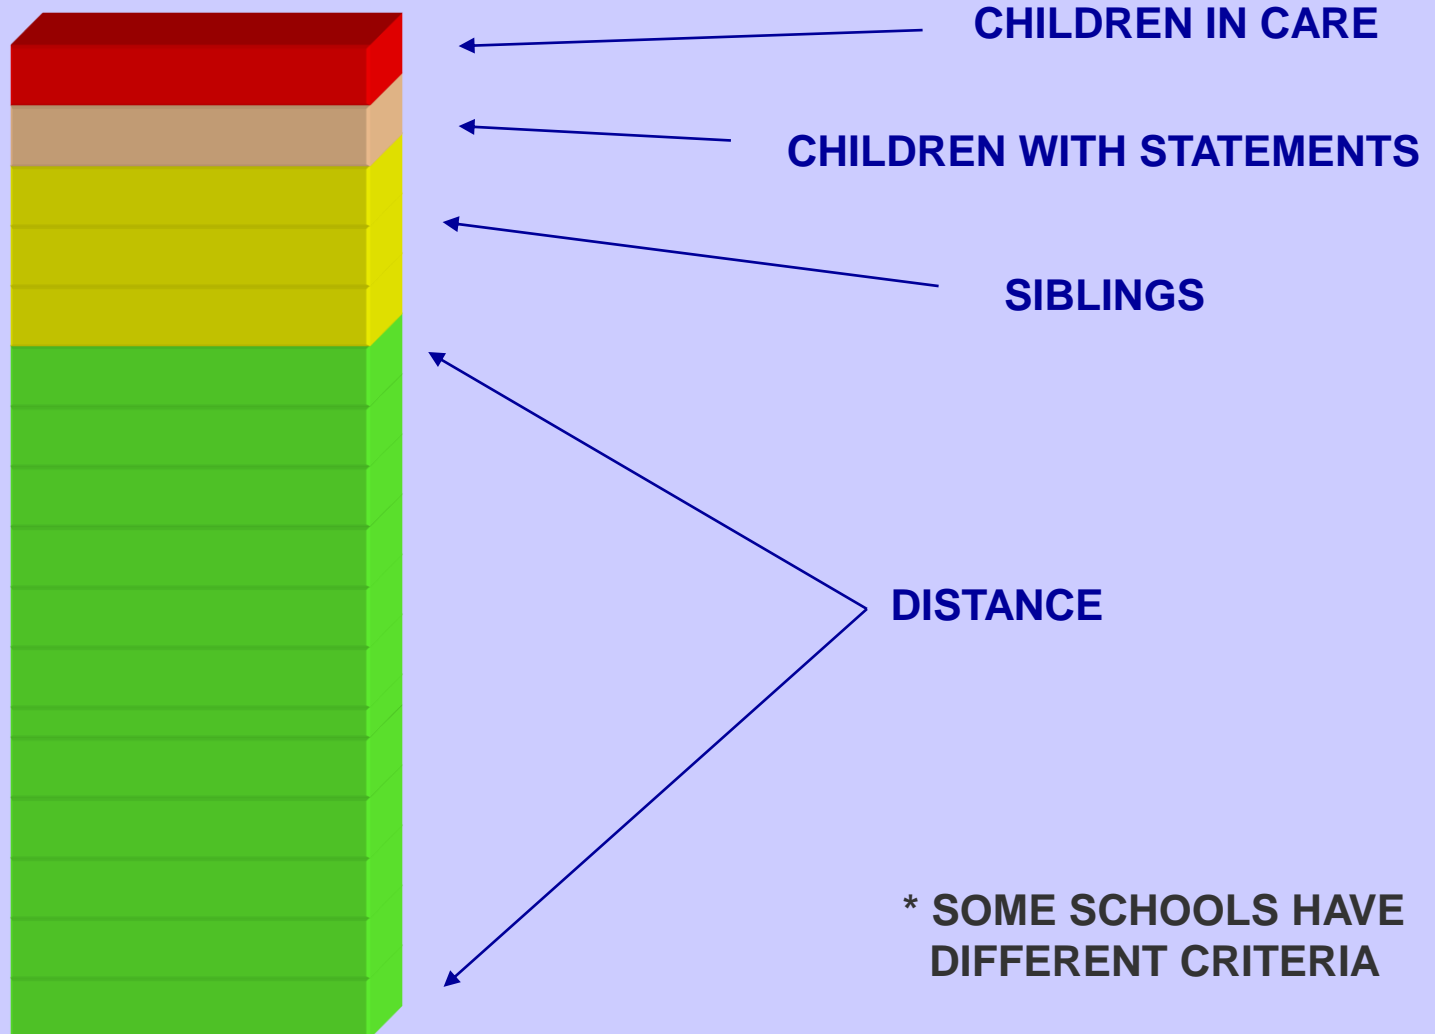 CHILDREN IN CARE
CHILDREN WITH STATEMENTS
SIBLINGS
DISTANCE
* SOME SCHOOLS HAVE
DIFFERENT CRITERIA